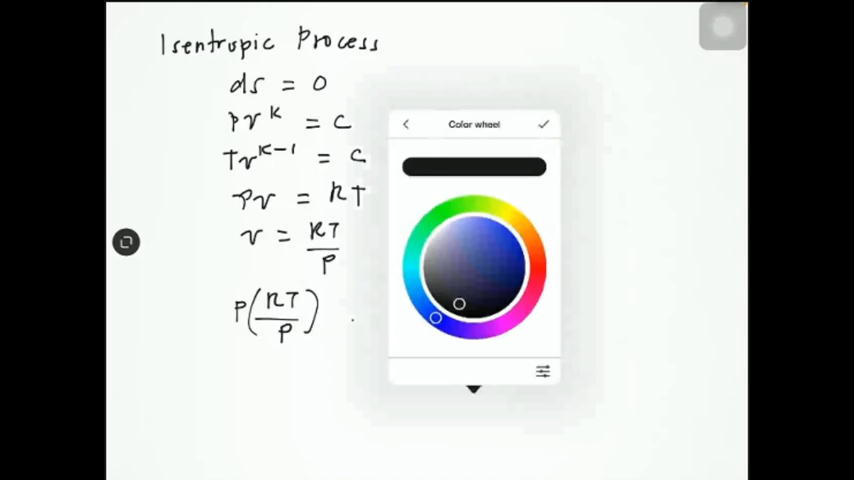 Isentropic Process
ds = 0
Pv^k = c
Tv^k-1 = c
Pv = RT
v = RT/P
P(RT/P)
Color wheel